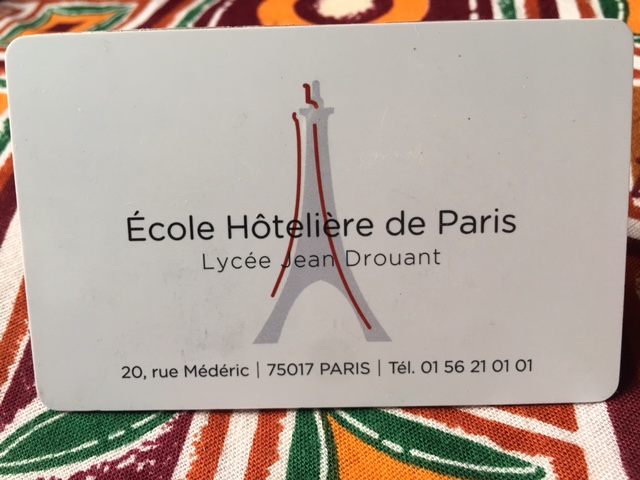 École Hôtelière de Paris
Lycée Jean Drouant
20, rue Médéric | 75017 PARIS | Tél. 01 56 21 01 01